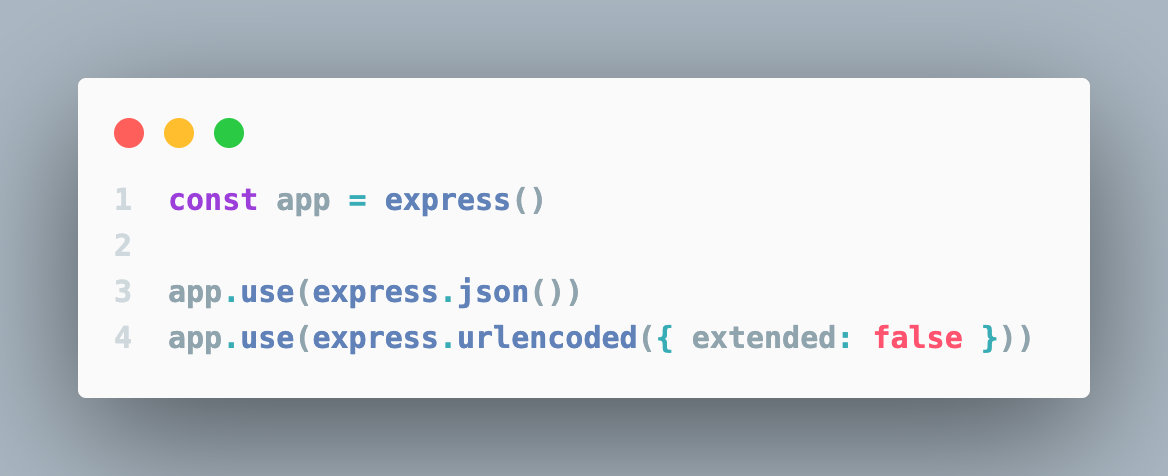 1 const app = express()
2
3 app.use(express.json())
4 app.use(express.urlencoded({ extended: false }))